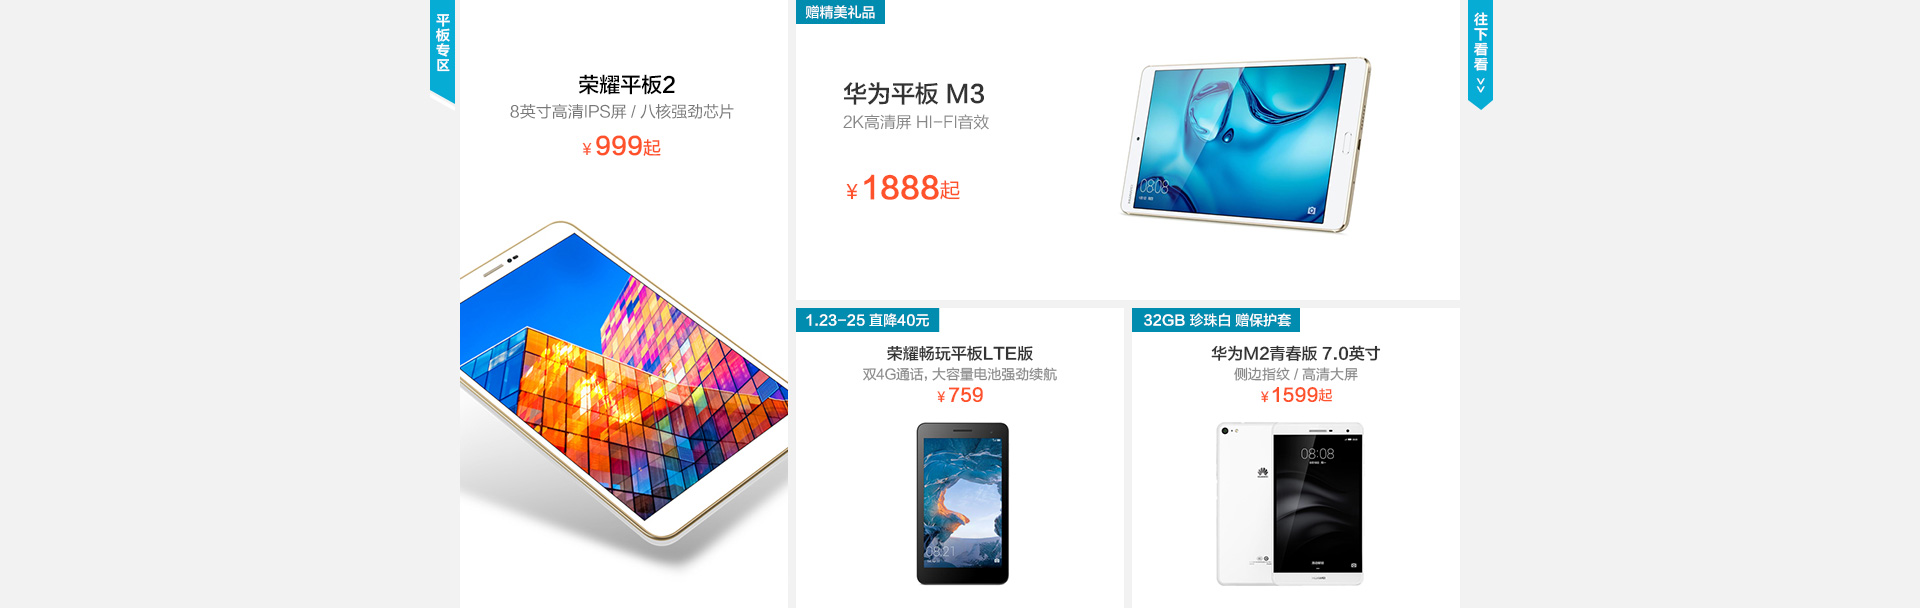 平板专区
荣耀平板2
8英寸高清IPS屏 / 八核强劲芯片
¥ 999起
赠精美礼品
华为平板 M3
2K高清屏 HI-FI音效
¥ 1888起
08:08
往下看看
1.23-25 直降40元
荣耀畅玩平板LTE版
双4G通话, 大容量电池强劲续航
¥ 759
08:21
32GB 珍珠白 赠保护套
华为M2青春版 7.0英寸
侧边指纹 / 高清大屏
¥ 1599起
08:08